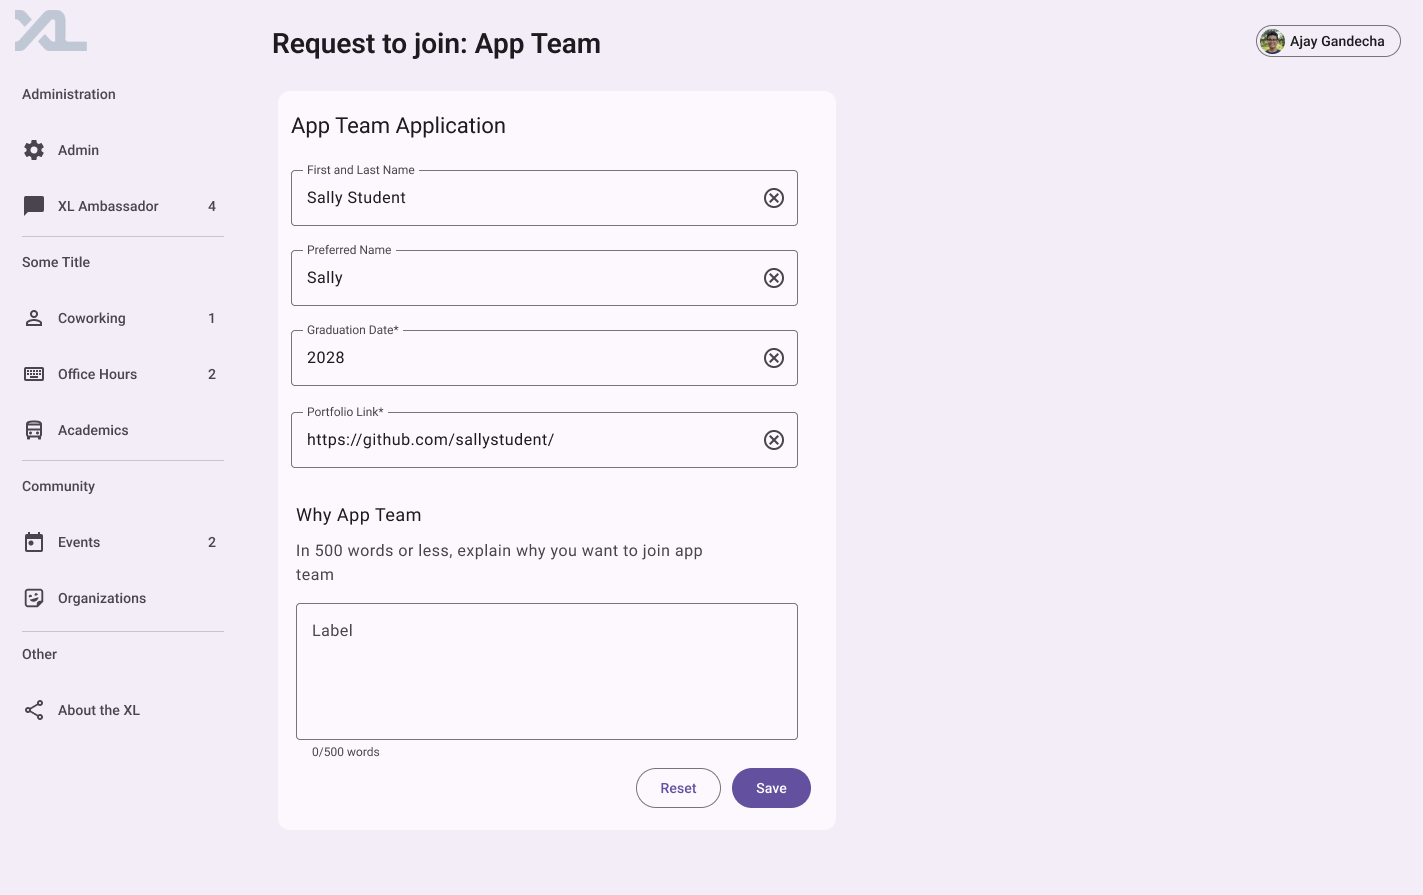 XL
Request to join: App Team
Ajay Gandecha
Administration
Admin
XL Ambassador 4
Some Title
Coworking 1
Office Hours 2
Academics
Community
Events 2
Organizations
Other
About the XL
App Team Application
First and Last Name
Sally Student
Preferred Name
Sally
Graduation Date*
2028
Portfolio Link*
https://github.com/sallystudent/
Why App Team
In 500 words or less, explain why you want to join app
team
Label
0/500 words
Reset
Save